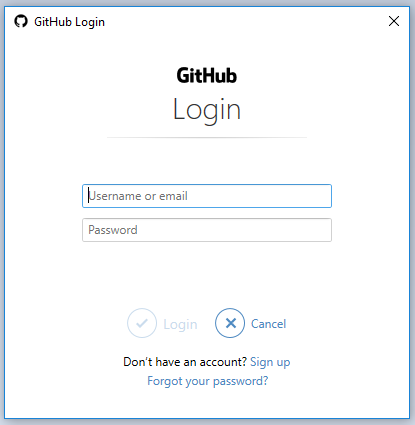 GitHub Login
GitHub
Login
Username or email
Password
Login Cancel
Don't have an account? Sign up
Forgot your password?